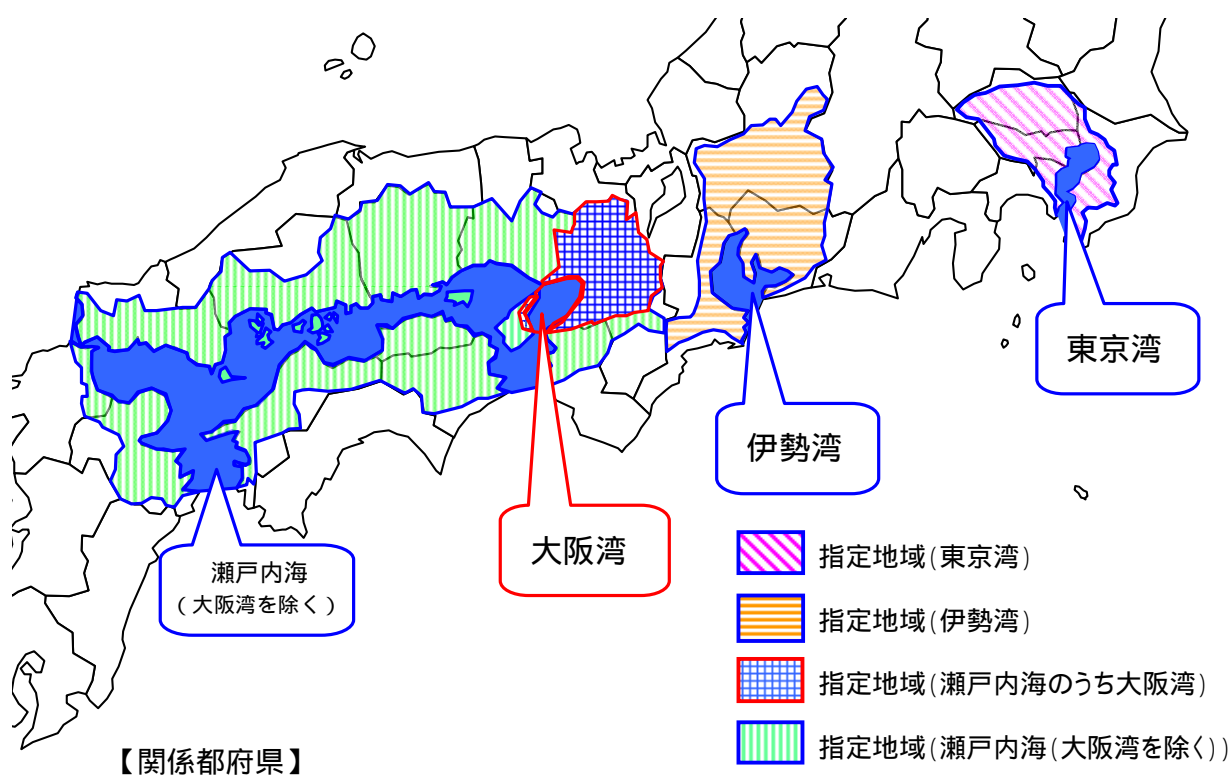 東京湾
伊勢湾
大阪湾
瀬戸内海
(大阪湾を除く)
指定地域(東京湾)
指定地域(伊勢湾)
指定地域(瀬戸内海のうち大阪湾)
指定地域(瀬戸内海(大阪湾を除く))
【関係都府県】